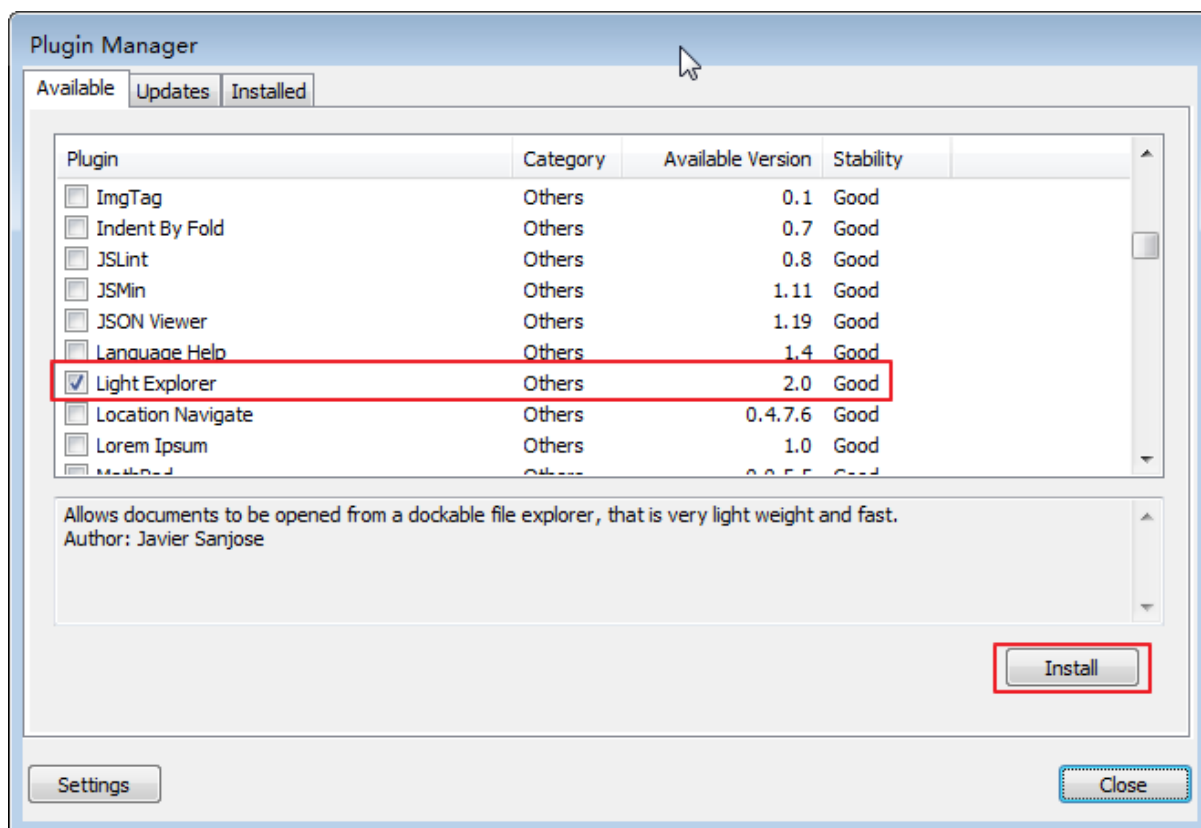 Plugin Manager
Available Updates Installed
Plugin Category Available Version Stability
ImgTag Others 0.1 Good
Indent By Fold Others 0.7 Good
JSLint Others 0.8 Good
JSMin Others 1.11 Good
JSON Viewer Others 1.19 Good
Language Help Others 1.4 Good
Light Explorer Others 2.0 Good
Location Navigate Others 0.4.7.6 Good
Lorem Ipsum Others 1.0 Good
Allows documents to be opened from a dockable file explorer, that is very light weight and fast.
Author: Javier Sanjose
Install
Settings Close